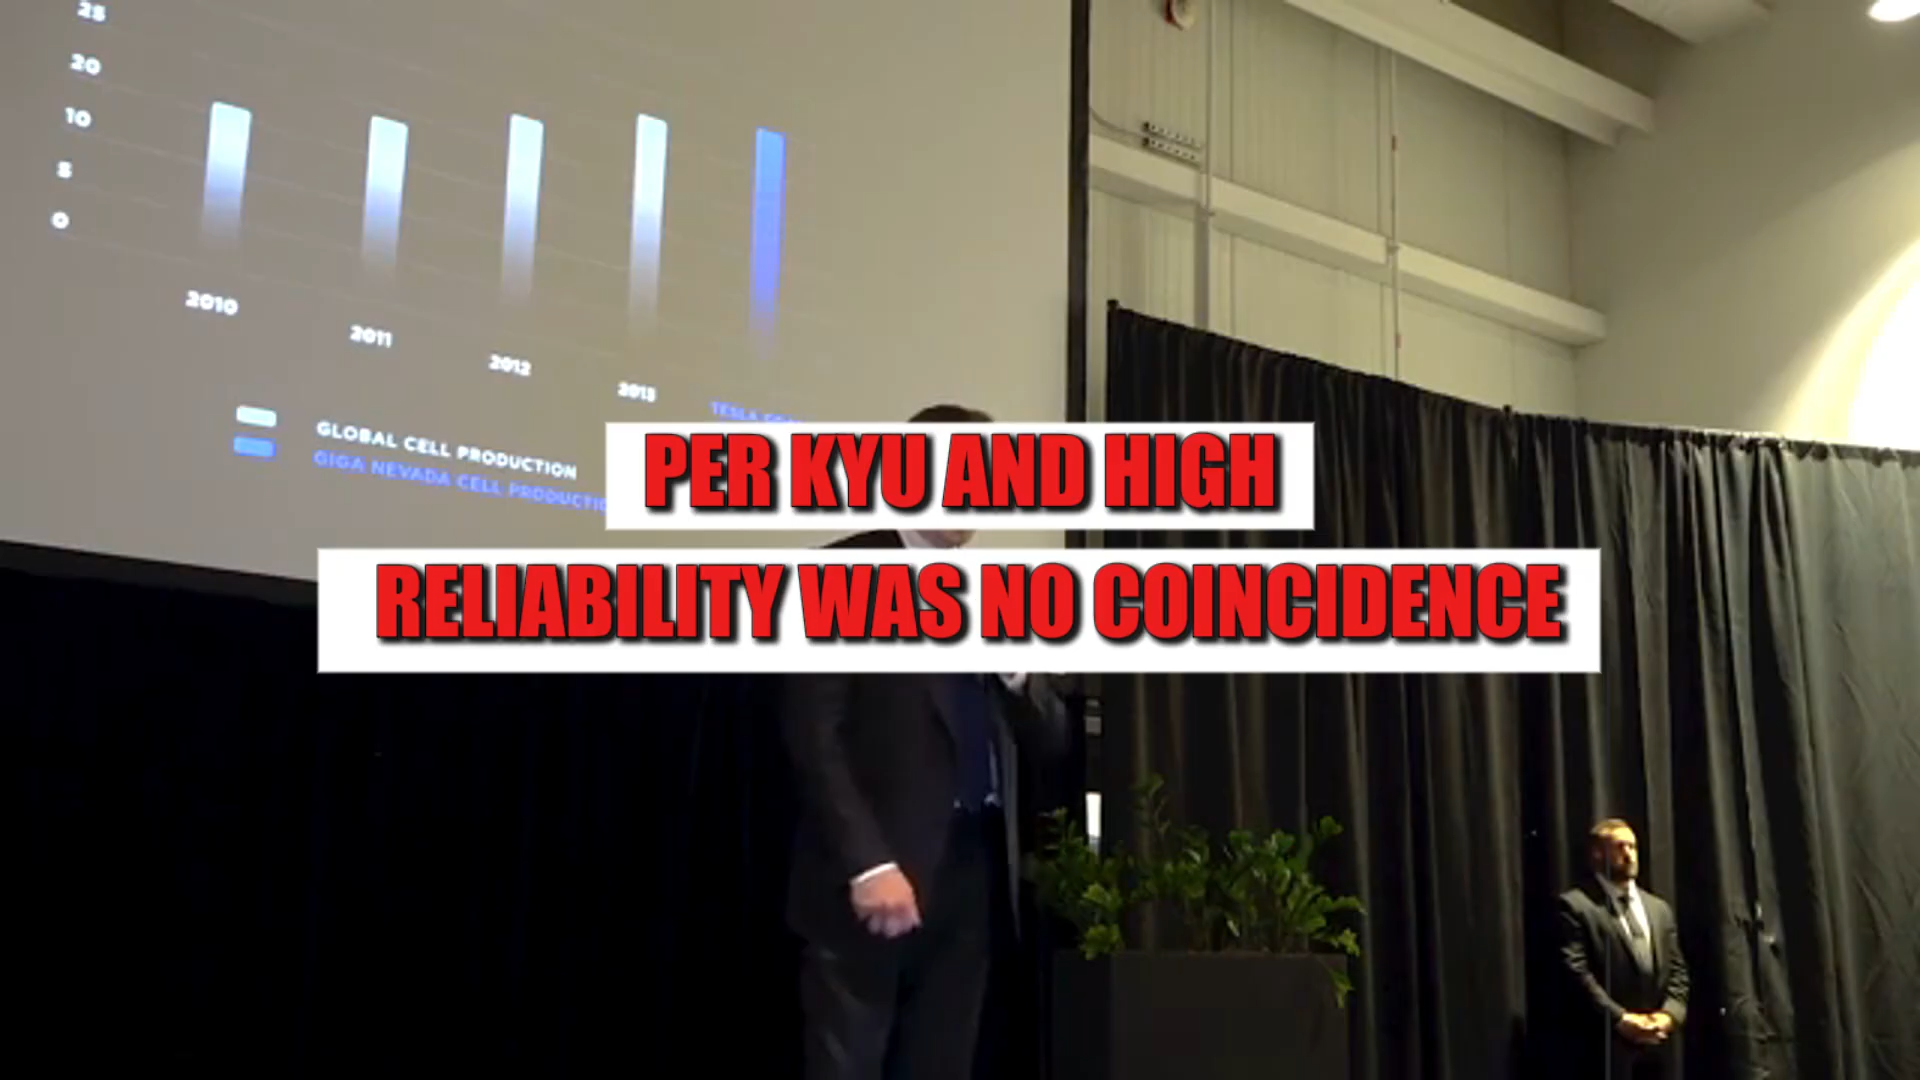 25
20
10
5
0
2010
2011
2012
2013
TESLA
GLOBAL CELL PRODUCTION
GIGA NEVADA CELL
PER KYU AND HIGH
RELIABILITY WAS NO COINCIDENCE